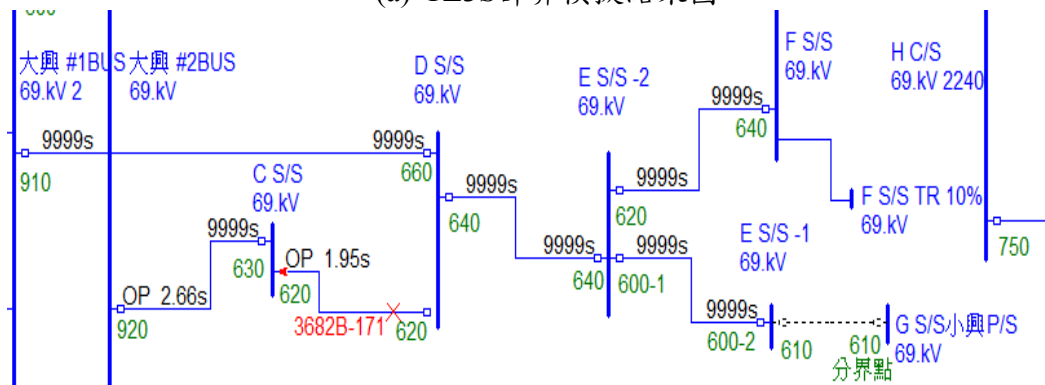 大興 #1BUS 大興 #2BUS
69.kV 2
69.kV
D S/S
69.kV
E S/S -2
69.kV
F S/S
69.kV
H C/S
69.kV 2240
9999s
9999s
9999s
640
910
660
C S/S
69.kV
9999s
640
9999s
620
F S/S TR 10%
69.kV
9999s
630
OP 1.95s
620
9999s
640
9999s
600-1
E S/S -1
69.kV
750
OP 2.66s
920
3682B-171
620
9999s
600-2
610
610
G S/S小興P/S
69.kV
分界點